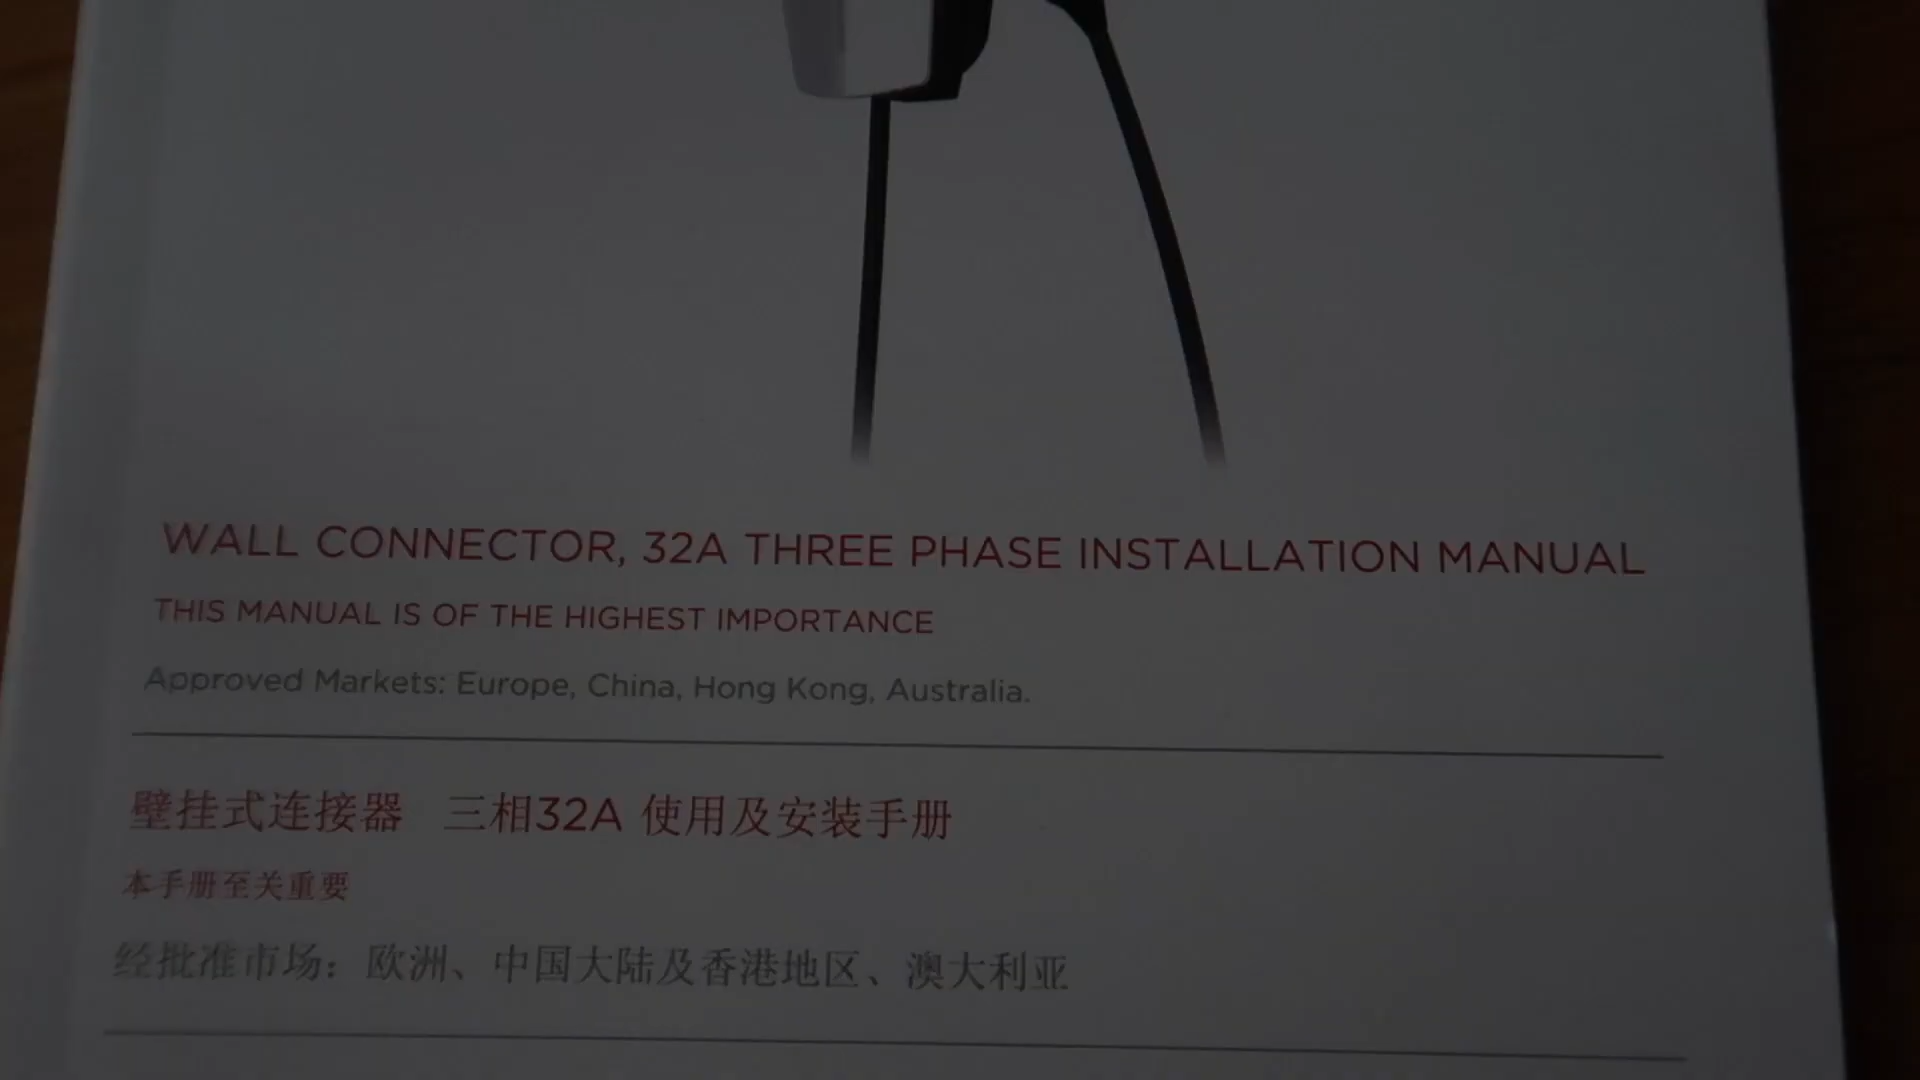 WALL CONNECTOR, 32A THREE PHASE INSTALLATION MANUAL
THIS MANUAL IS OF THE HIGHEST IMPORTANCE
Approved Markets: Europe, China, Hong Kong, Australia.
壁挂式连接器 三相32A 使用及安装手册
本手册至关重要
经批准市场：欧洲、中国大陆及香港地区、澳大利亚